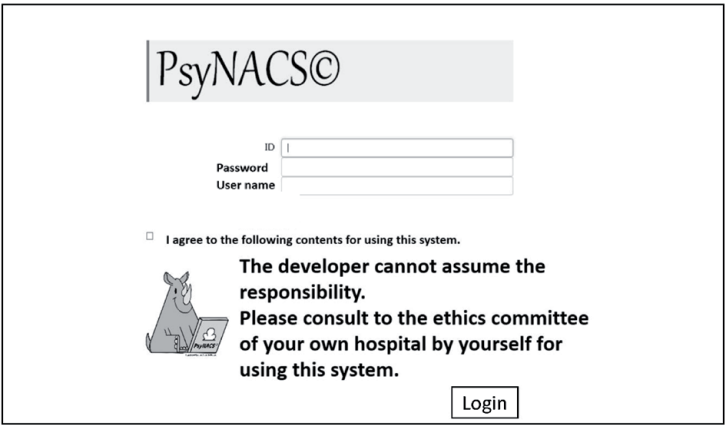 PsyNACS©
ID
Password
User name
I agree to the following contents for using this system.
The developer cannot assume the
responsibility.
Please consult to the ethics committee
of your own hospital by yourself for
using this system.
PsyNACS
Login